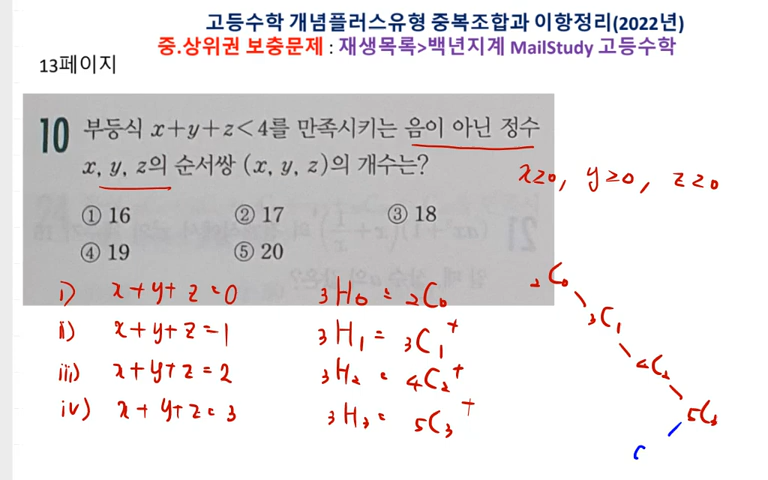 고등수학 개념플러스유형 중복조합과 이항정리(2022년)
중.상위권 보충문제 : 재생목록>백년지계 MailStudy 고등수학
13페이지
10 부등식 x+y+z<4를 만족시키는 음이 아닌 정수
x, y, z의 순서쌍 (x, y, z)의 개수는?
x≥0, y≥0, z≥0
① 16 ② 17 ③ 18
④ 19 ⑤ 20
i) x+y+z=0 ₃H₀=₂C₀
ii) x+y+z=1 ₃H₁=₃C₁+
iii) x+y+z=2 ₃H₂=₄C₂+
iv) x+y+z=3 ₃H₃=₅C₃+
₂C₀
₃C₁
₄C₂
₅C₃